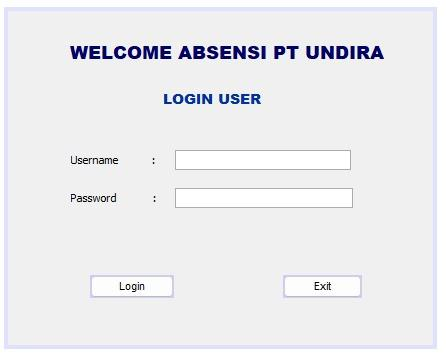 WELCOME ABSENSI PT UNDIRA
LOGIN USER
Username :
Password :
Login Exit